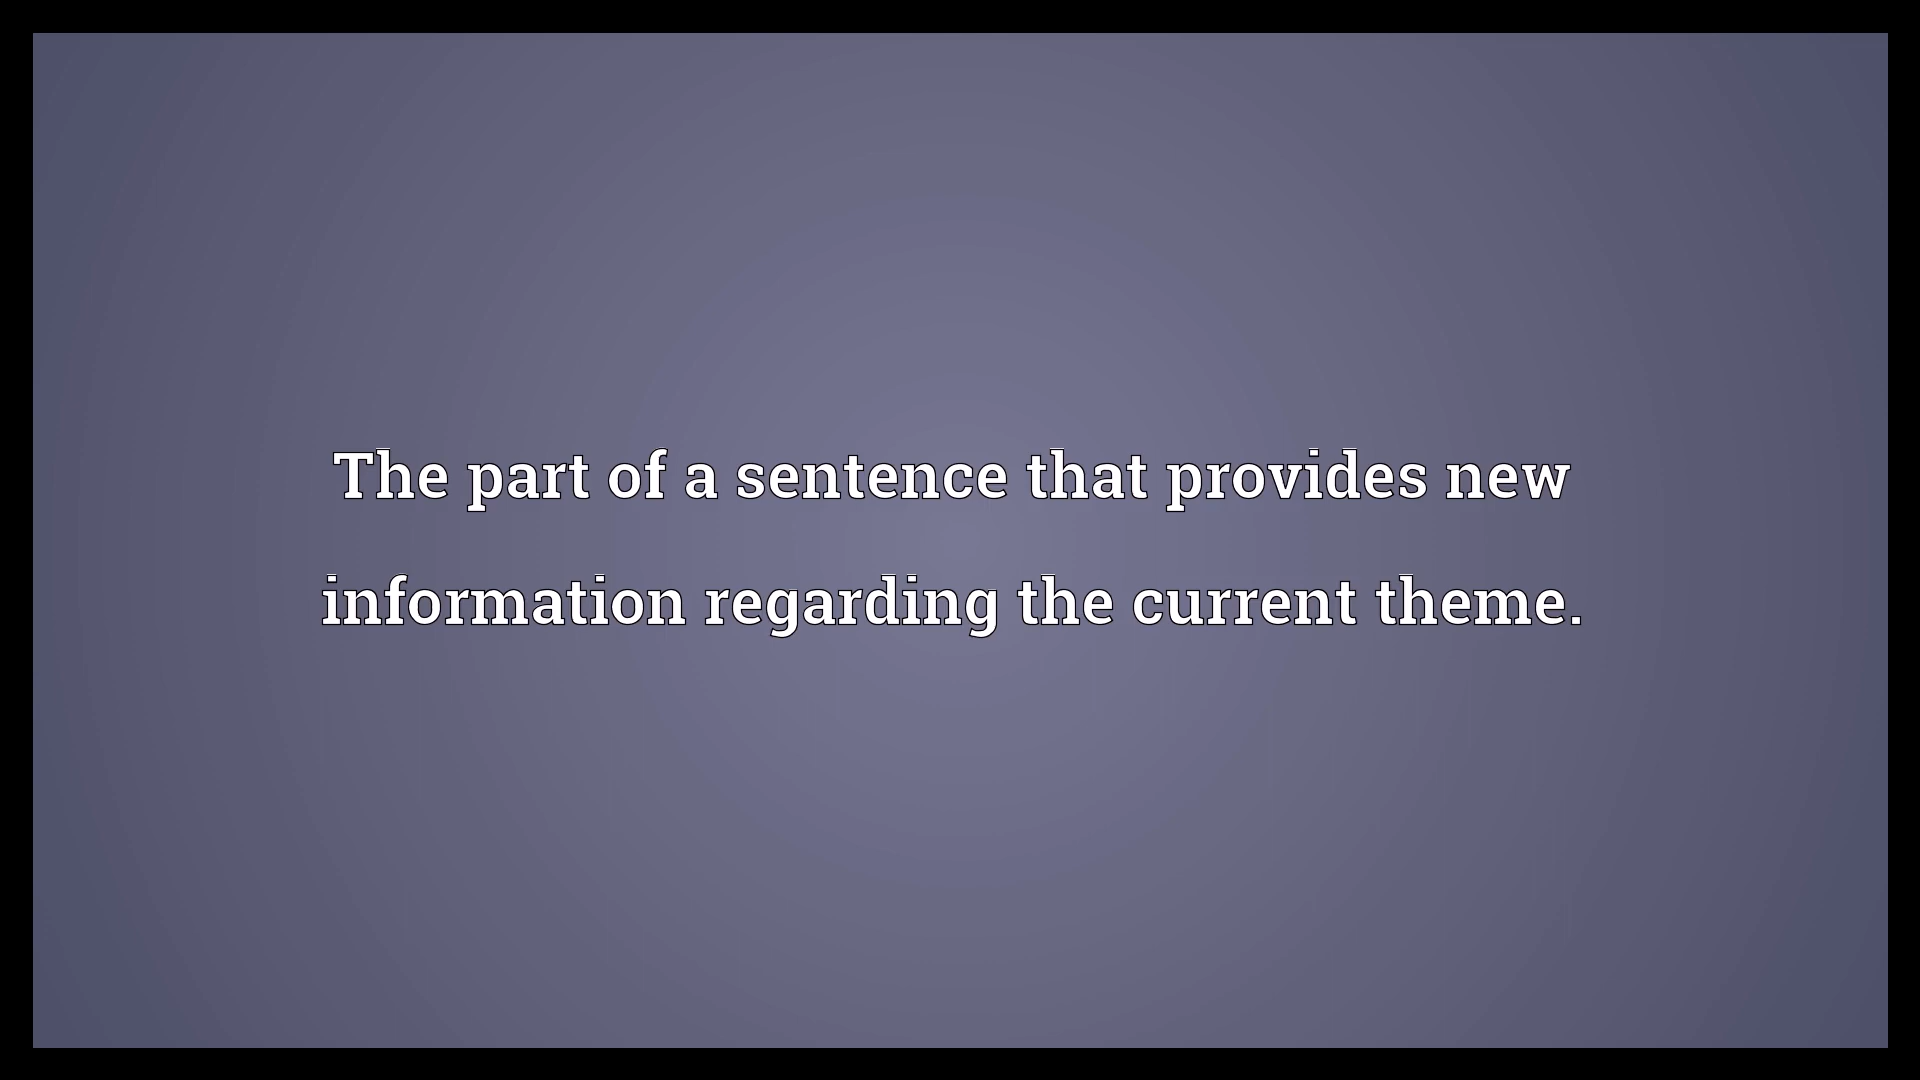 The part of a sentence that provides new
information regarding the current theme.